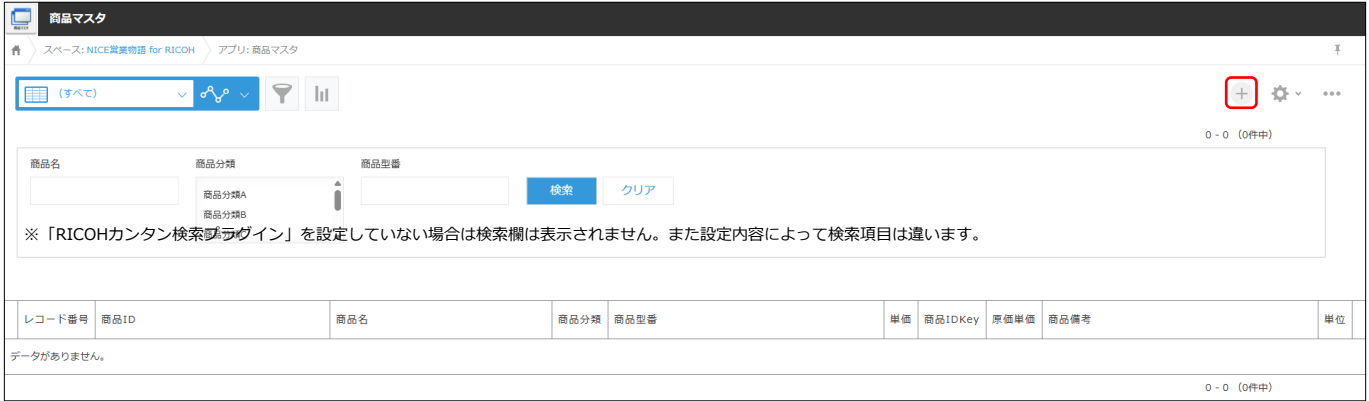 商品マスタ
商品マスタ
スペース: NICE営業物語 for RICOH アプリ: 商品マスタ
(すべて)
0 - 0 (0件中)
商品名 商品分類 商品型番
商品分類A
商品分類B
検索 クリア
※「RICOHカンタン検索プラグイン」を設定していない場合は検索欄は表示されません。また設定内容によって検索項目は違います。
レコード番号 商品ID 商品名 商品分類 商品型番 単価 商品IDKey 原価単価 商品備考 単位
データがありません。
0 - 0 (0件中)